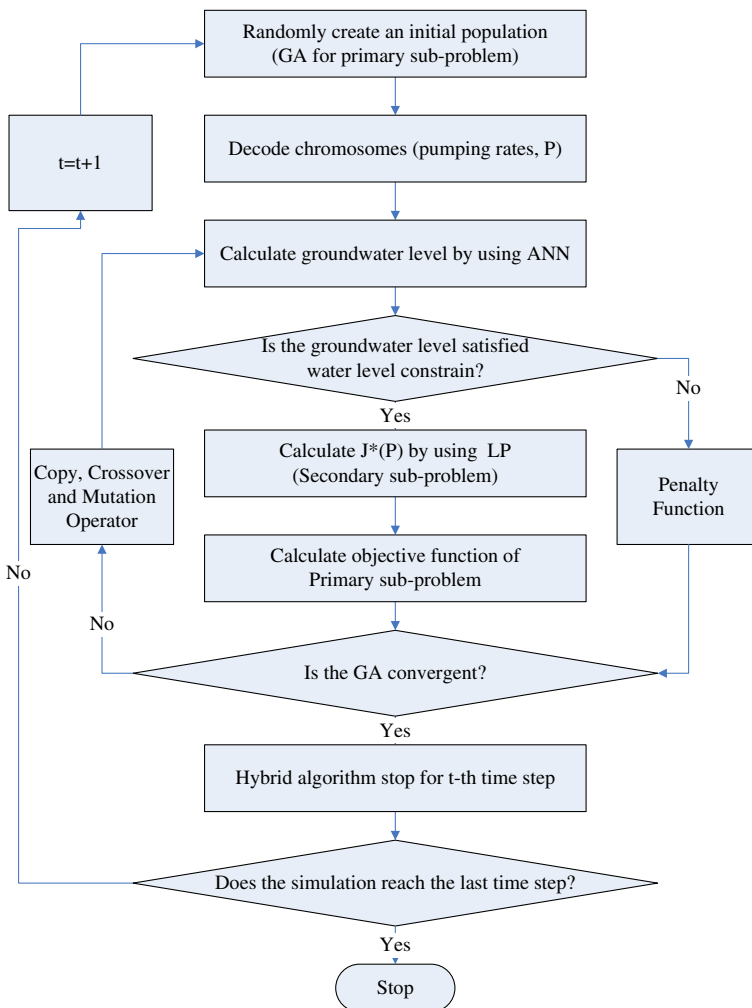 Randomly create an initial population
(GA for primary sub-problem)
t=t+1
Decode chromosomes (pumping rates, P)
Calculate groundwater level by using ANN
Is the groundwater level satisfied
water level constrain?
No
Yes
Calculate J*(P) by using  LP
(Secondary sub-problem)
Copy, Crossover
and Mutation
Operator
Penalty
Function
Calculate objective function of
Primary sub-problem
No
No
Is the GA convergent?
Yes
Hybrid algorithm stop for t-th time step
Does the simulation reach the last time step?
Yes
Stop